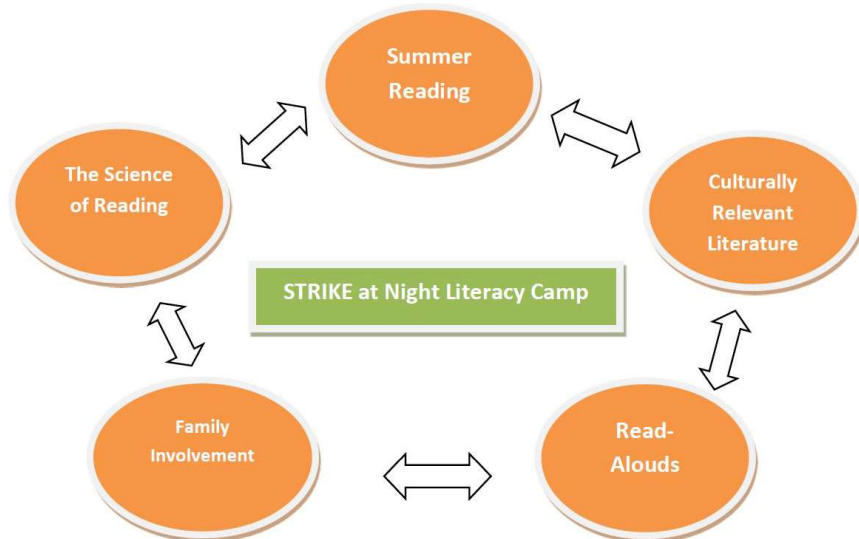 Summer
Reading
The Science
of Reading
Culturally
Relevant
Literature
STRIKE at Night Literacy Camp
Family
Involvement
Read-
Alouds